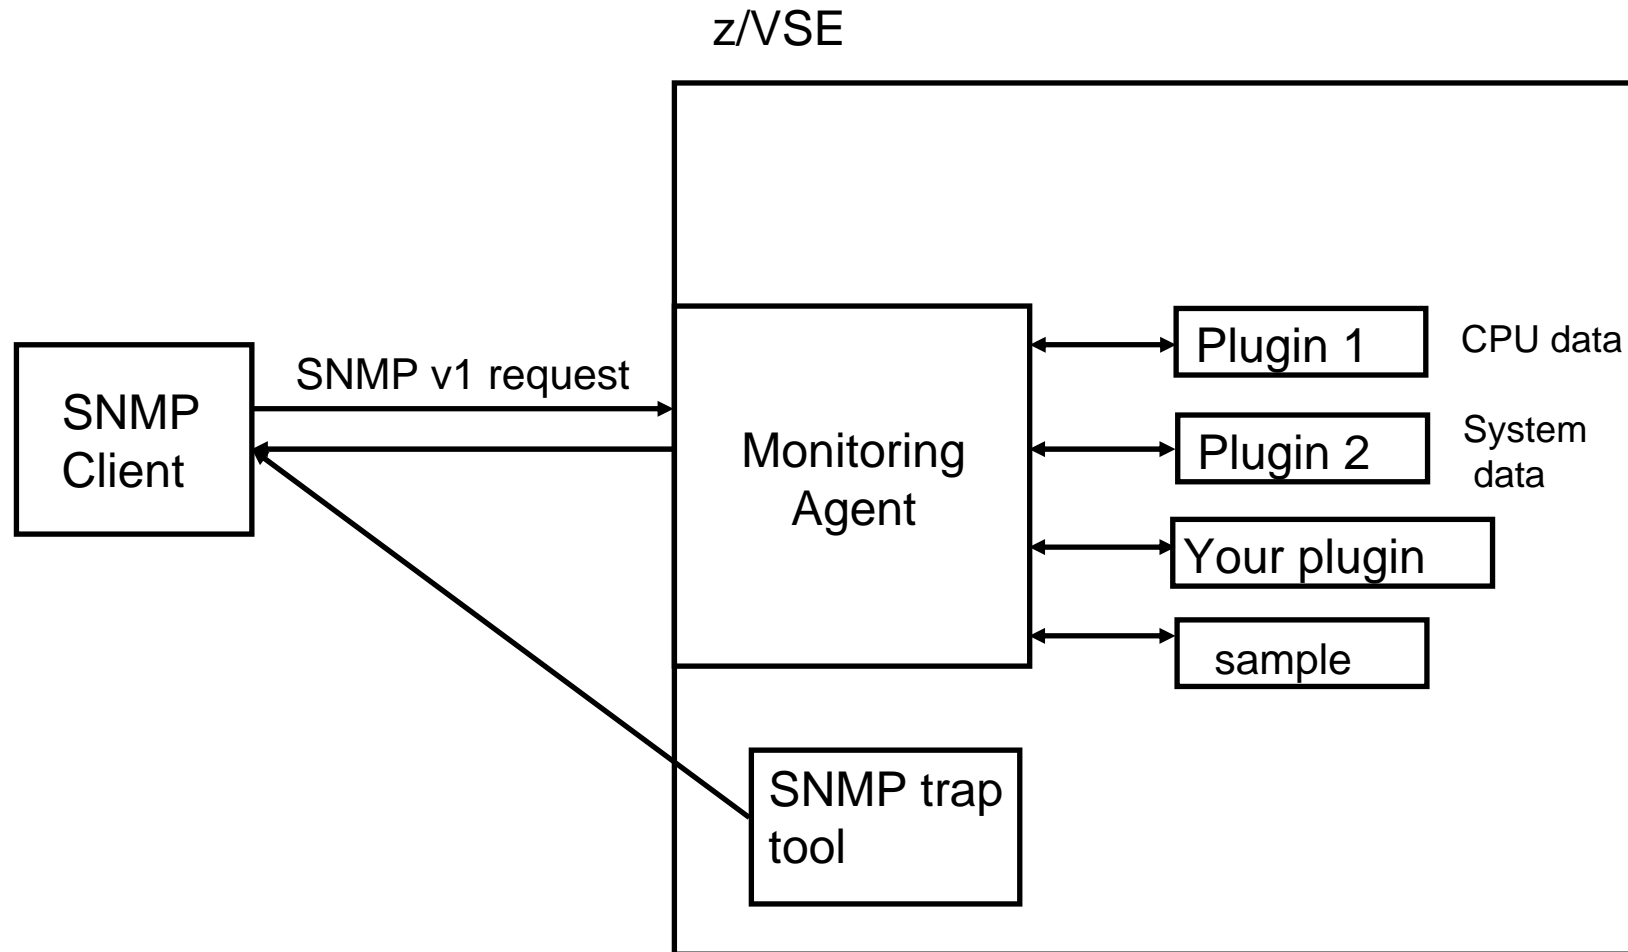 z/VSE
SNMP
Client
SNMP v1 request
Monitoring
Agent
Plugin 1
CPU data
Plugin 2
System
data
Your plugin
sample
SNMP trap
tool